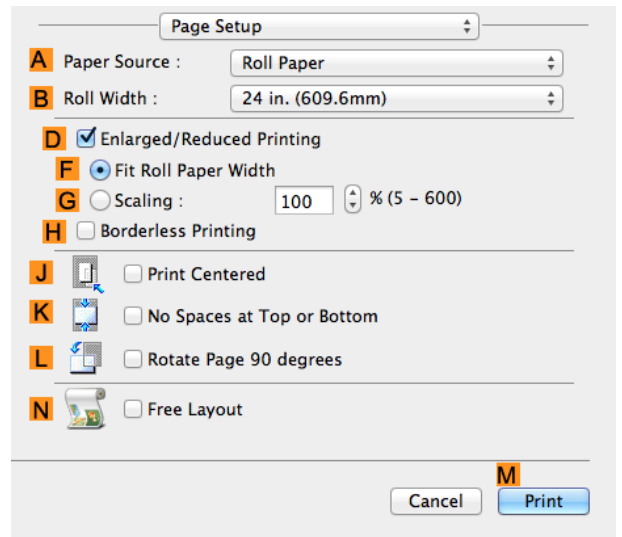 Page Setup
A Paper Source : Roll Paper
B Roll Width : 24 in. (609.6mm)
D Enlarged/Reduced Printing
F Fit Roll Paper Width
G Scaling : 100 % (5 – 600)
H Borderless Printing
J Print Centered
K No Spaces at Top or Bottom
L Rotate Page 90 degrees
N Free Layout
M
Cancel Print